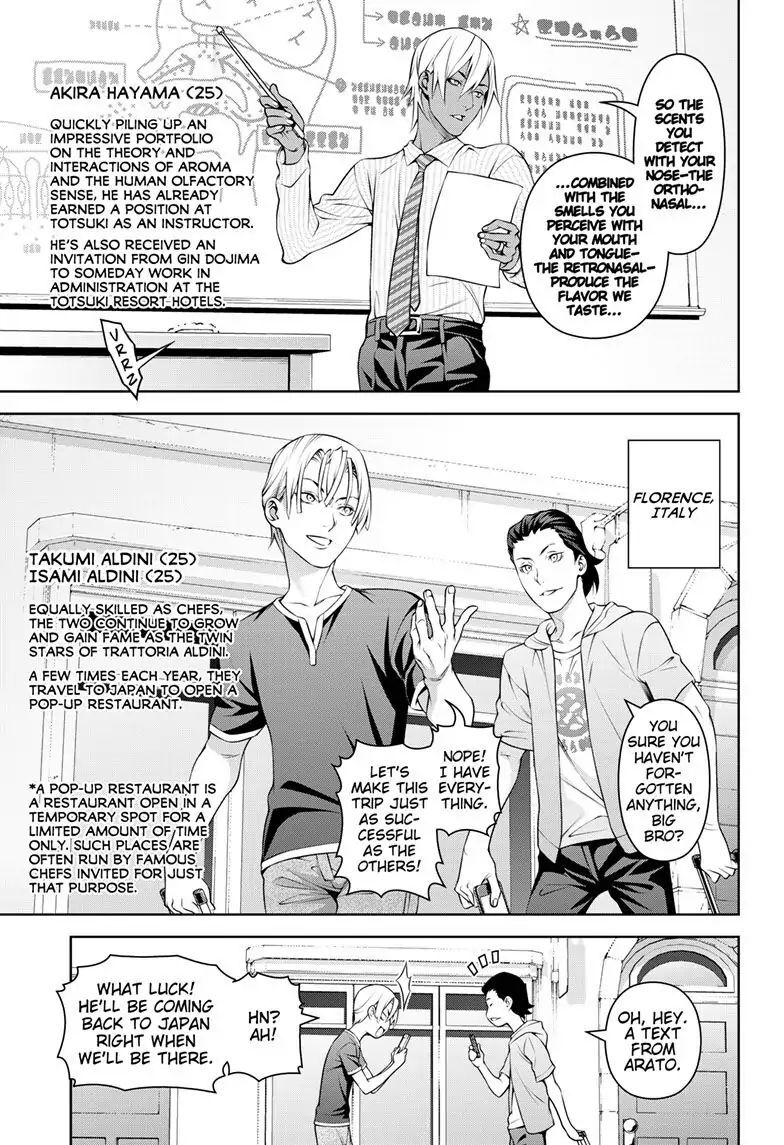 SO THE
SCENTS
YOU
DETECT
WITH YOUR
NOSE–THE
ORTHO-
NASAL...
...COMBINED
WITH THE
SMELLS YOU
PERCEIVE WITH
YOUR MOUTH
AND TONGUE–
THE RETRONASAL–
PRODUCE THE
FLAVOR WE
TASTE...
AKIRA HAYAMA (25)
QUICKLY PILING UP AN
IMPRESSIVE PORTFOLIO
ON THE THEORY AND
INTERACTIONS OF AROMA
AND THE HUMAN OLFACTORY
SENSE, HE HAS ALREADY
EARNED A POSITION AT
TOTSUKI AS AN INSTRUCTOR.
HE'S ALSO RECEIVED AN
INVITATION FROM GIN DOJIMA
TO SOMEDAY WORK IN
ADMINISTRATION AT THE
TOTSUKI RESORT HOTELS.
VRRN
FLORENCE,
ITALY
TAKUMI ALDINI (25)
ISAMI ALDINI (25)
EQUALLY SKILLED AS CHEFS,
THE TWO CONTINUE TO GROW
AND GAIN FAME AS THE TWIN
STARS OF TRATTORIA ALDINI.
A FEW TIMES EACH YEAR, THEY
TRAVEL TO JAPAN TO OPEN A
POP-UP RESTAURANT.
*A POP-UP RESTAURANT IS
A RESTAURANT OPEN IN A
TEMPORARY SPOT FOR A
LIMITED AMOUNT OF TIME
ONLY. SUCH PLACES ARE
OFTEN RUN BY FAMOUS
CHEFS INVITED FOR JUST
THAT PURPOSE.
YOU
SURE YOU
HAVEN'T
FOR-
GOTTEN
ANYTHING,
BIG
BRO?
NOPE!
I HAVE
EVERY-
THING.
LET'S
MAKE THIS
TRIP JUST
AS SUC-
CESSFUL
AS THE
OTHERS!
OH, HEY.
A TEXT
FROM
ARATO.
HN?
AH!
WHAT LUCK!
HE'LL BE COMING
BACK TO JAPAN
RIGHT WHEN
WE'LL BE THERE.